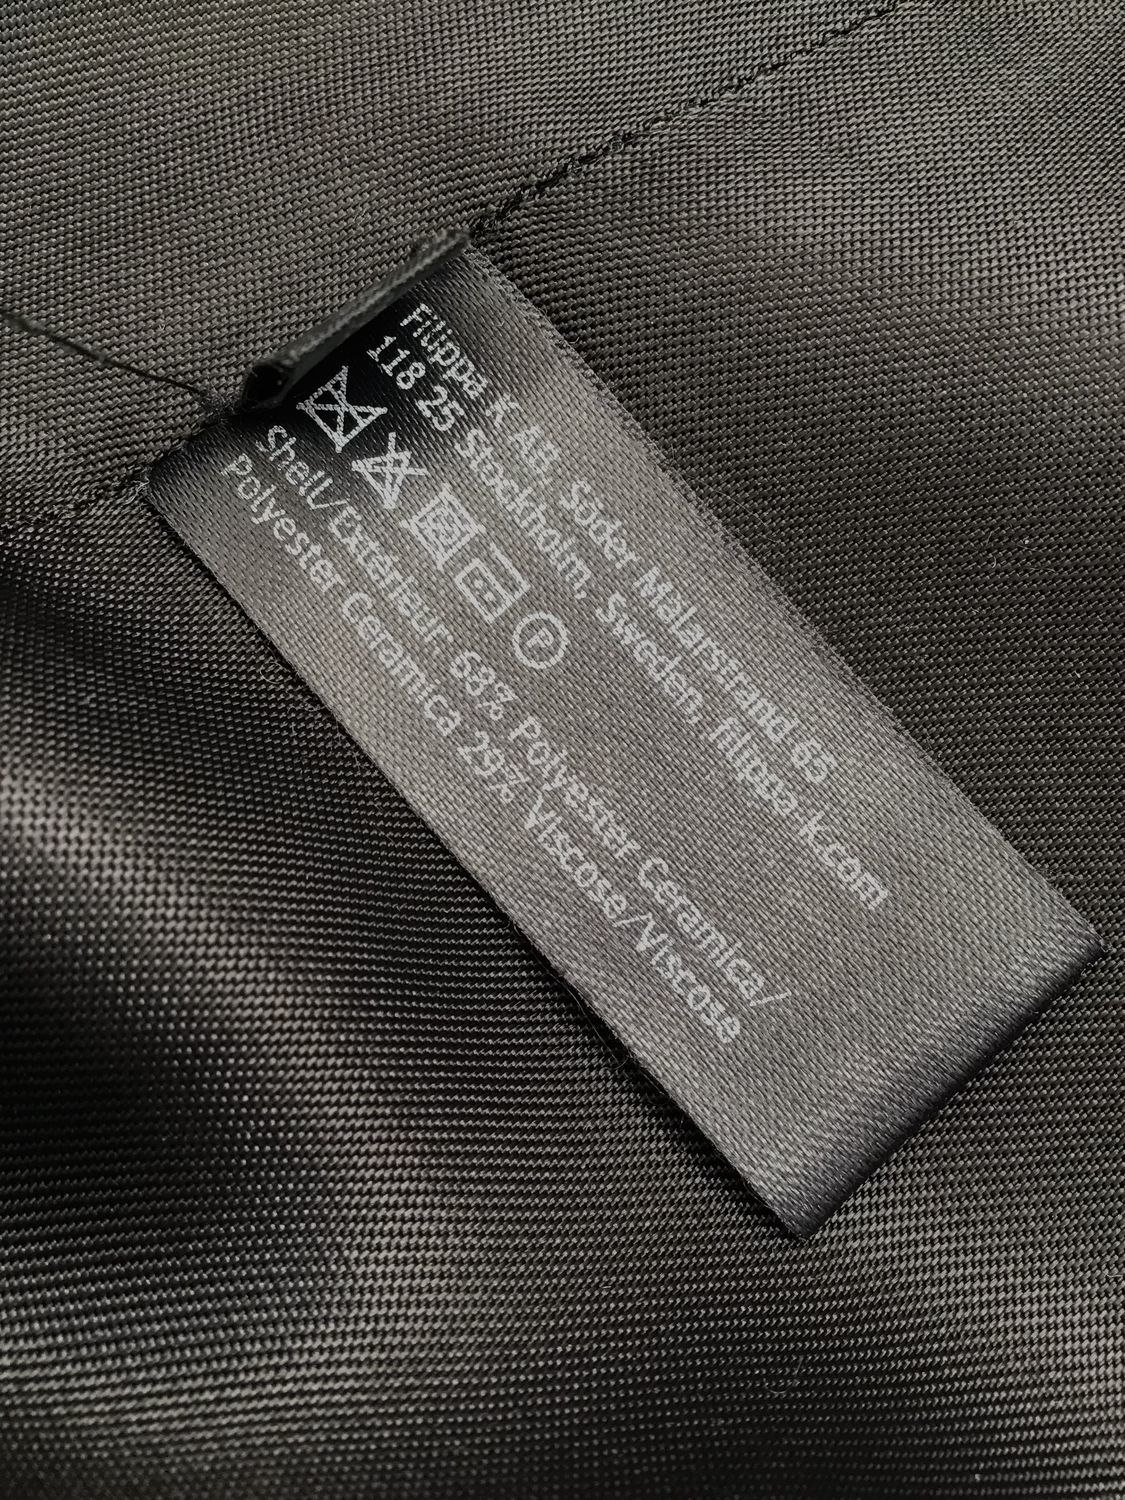 Filippa K AB, Söder Mälarstrand 65
118 25 Stockholm, Sweden, filippa-k.com
P
Shell/Exterieur 68% Polyester Ceramica/
Polyester Ceramica 29% Viscose/Viscose